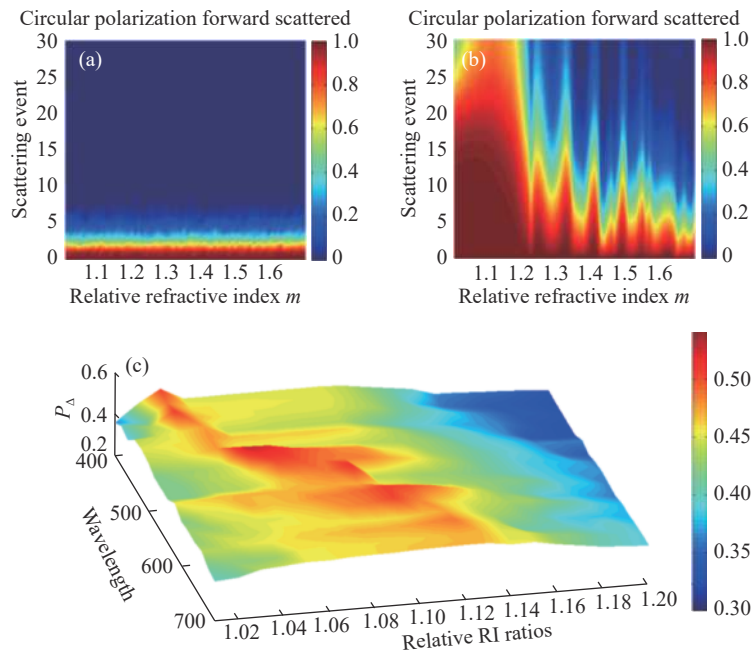 Circular polarization forward scattered
(a)
Scattering event
30
25
20
15
10
5
0
1.1 1.2 1.3 1.4 1.5 1.6
Relative refractive index m
1.0
0.8
0.6
0.4
0.2
0
Circular polarization forward scattered
(b)
Scattering event
30
25
20
15
10
5
0
1.1 1.2 1.3 1.4 1.5 1.6
Relative refractive index m
1.0
0.8
0.6
0.4
0.2
0
(c)
PΔ
0.6
0.4
0.2
400
500
600
700
Wavelength
1.02 1.04 1.06 1.08 1.10 1.12 1.14 1.16 1.18 1.20
Relative RI ratios
0.50
0.45
0.40
0.35
0.30